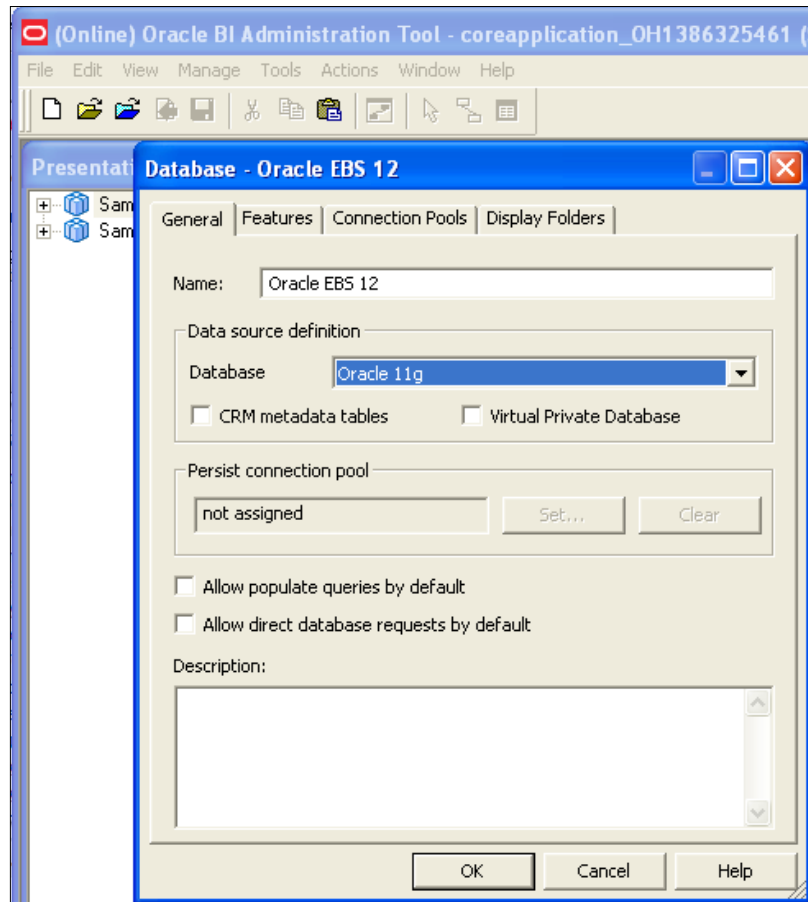 (Online) Oracle BI Administration Tool - coreapplication_OH1386325461 (
File Edit View Manage Tools Actions Window Help
Presentati
Sam
Sam
Database - Oracle EBS 12
General Features Connection Pools Display Folders
Name: Oracle EBS 12
Data source definition
Database Oracle 11g
CRM metadata tables Virtual Private Database
Persist connection pool
not assigned Set... Clear
Allow populate queries by default
Allow direct database requests by default
Description:
OK Cancel Help